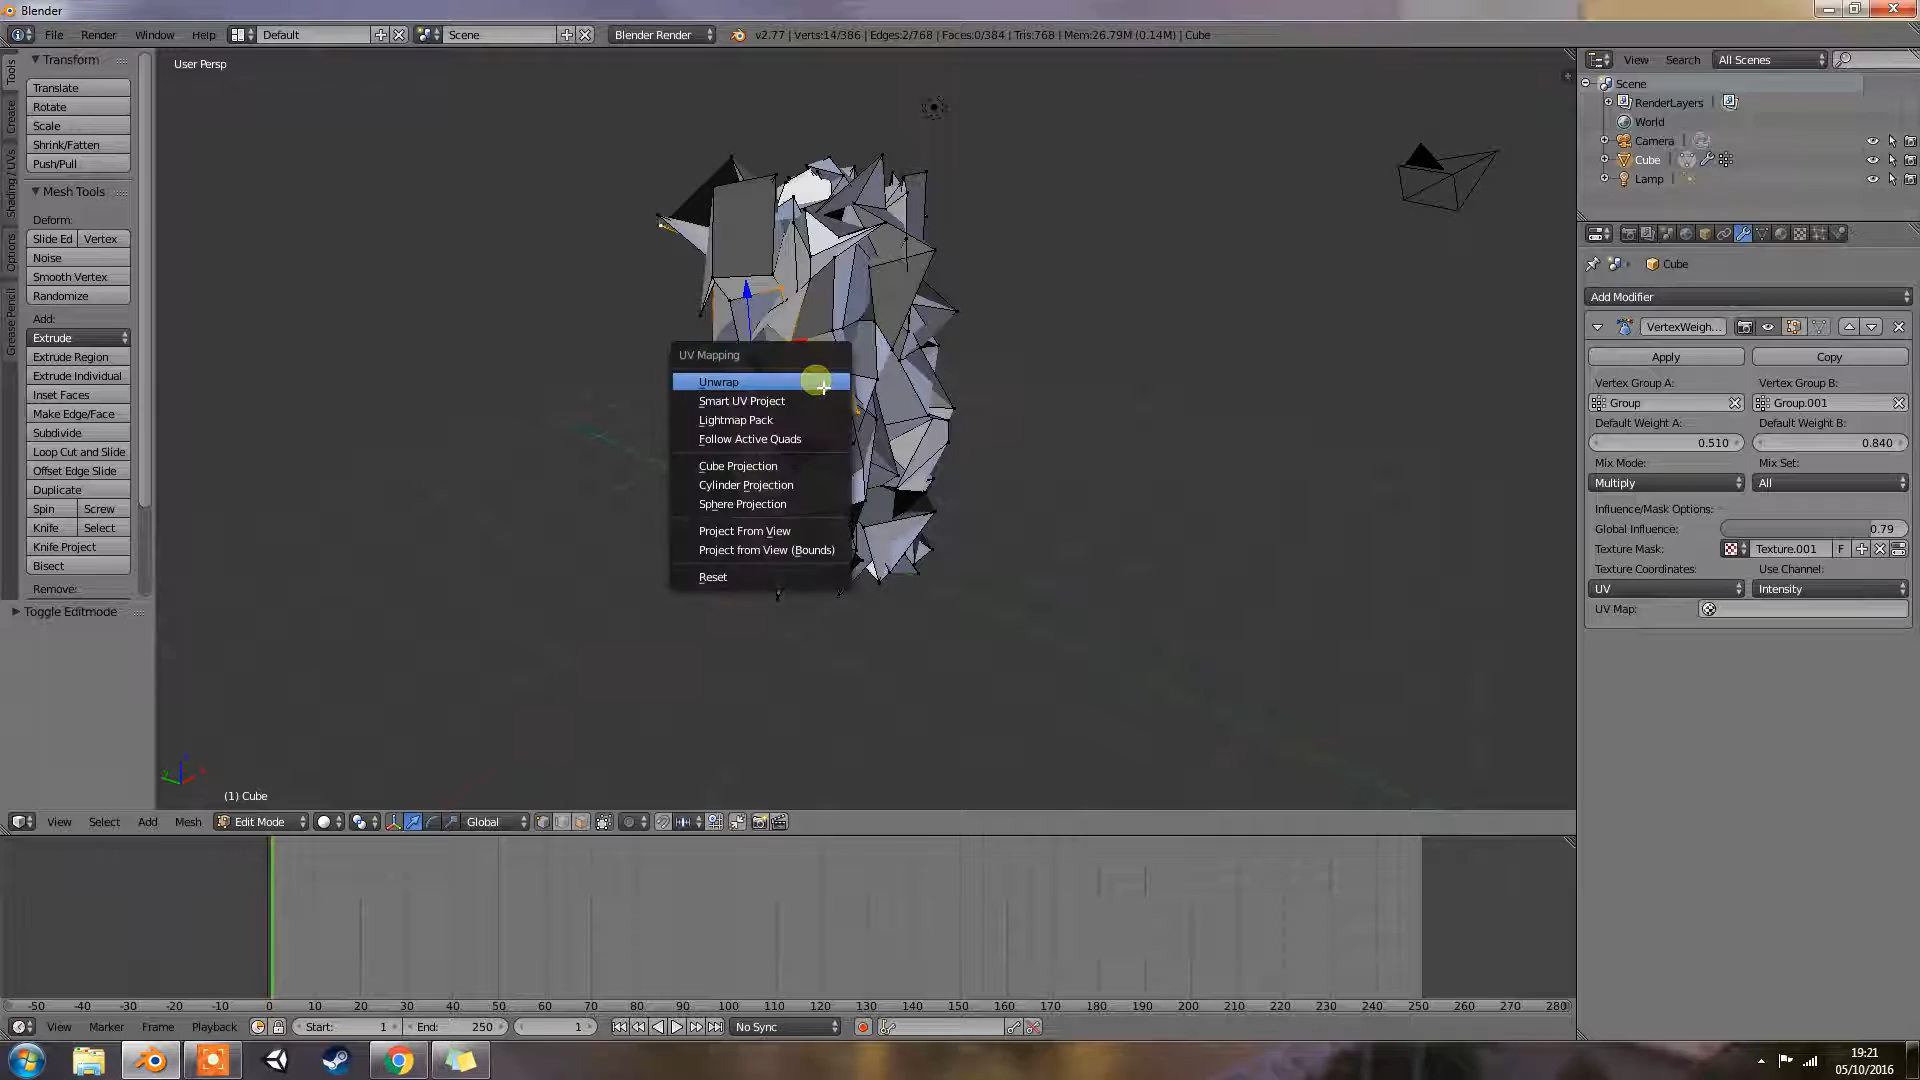 Blender
File Render Window Help Default Scene Blender Render v2.77 | Verts:14/386 | Edges:2/768 | Faces:0/384 | Tris:768 | Mem:26.79M (0.14M) | Cube
Tools
Create
Shading / UVs
Options
Grease Pencil
Transform
Translate
Rotate
Scale
Shrink/Fatten
Push/Pull
Mesh Tools
Deform:
Slide Ed Vertex
Noise
Smooth Vertex
Randomize
Add:
Extrude
Extrude Region
Extrude Individual
Inset Faces
Make Edge/Face
Subdivide
Loop Cut and Slide
Offset Edge Slide
Duplicate
Spin Screw
Knife Select
Knife Project
Bisect
Remove:
Toggle Editmode
User Persp
UV Mapping
Unwrap
Smart UV Project
Lightmap Pack
Follow Active Quads
Cube Projection
Cylinder Projection
Sphere Projection
Project From View
Project from View (Bounds)
Reset
(1) Cube
View Select Add Mesh Edit Mode Global
View Search All Scenes
Scene
RenderLayers
World
Camera
Cube
Lamp
Cube
Add Modifier
VertexWeigh...
Apply Copy
Vertex Group A: Vertex Group B:
Group Group.001
Default Weight A: Default Weight B:
0.510 0.840
Mix Mode: Mix Set:
Multiply All
Influence/Mask Options:
Global Influence: 0.79
Texture Mask: Texture.001 F
Texture Coordinates: Use Channel:
UV Intensity
UV Map:
-50 -40 -30 -20 -10 0 10 20 30 40 50 60 70 80 90 100 110 120 130 140 150 160 170 180 190 200 210 220 230 240 250 260 270 280
View Marker Frame Playback Start: 1 End: 250 1 No Sync
19:21
05/10/2016